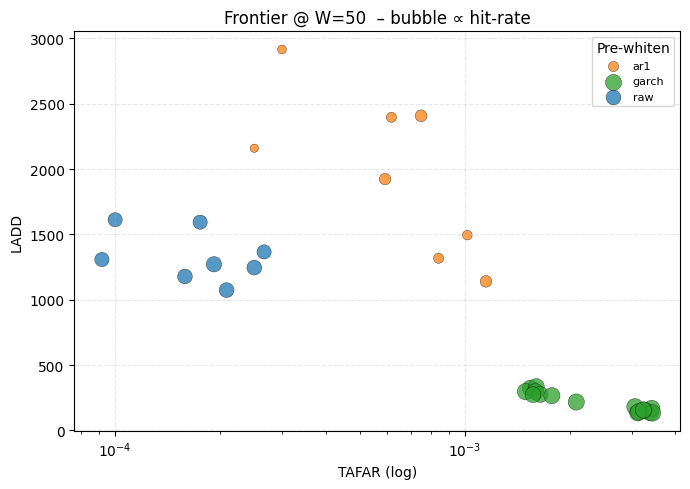 Frontier @ W=50  – bubble ∝ hit-rate
Pre-whiten
ar1
garch
raw
LADD
3000
2500
2000
1500
1000
500
0
10⁻⁴
10⁻³
TAFAR (log)